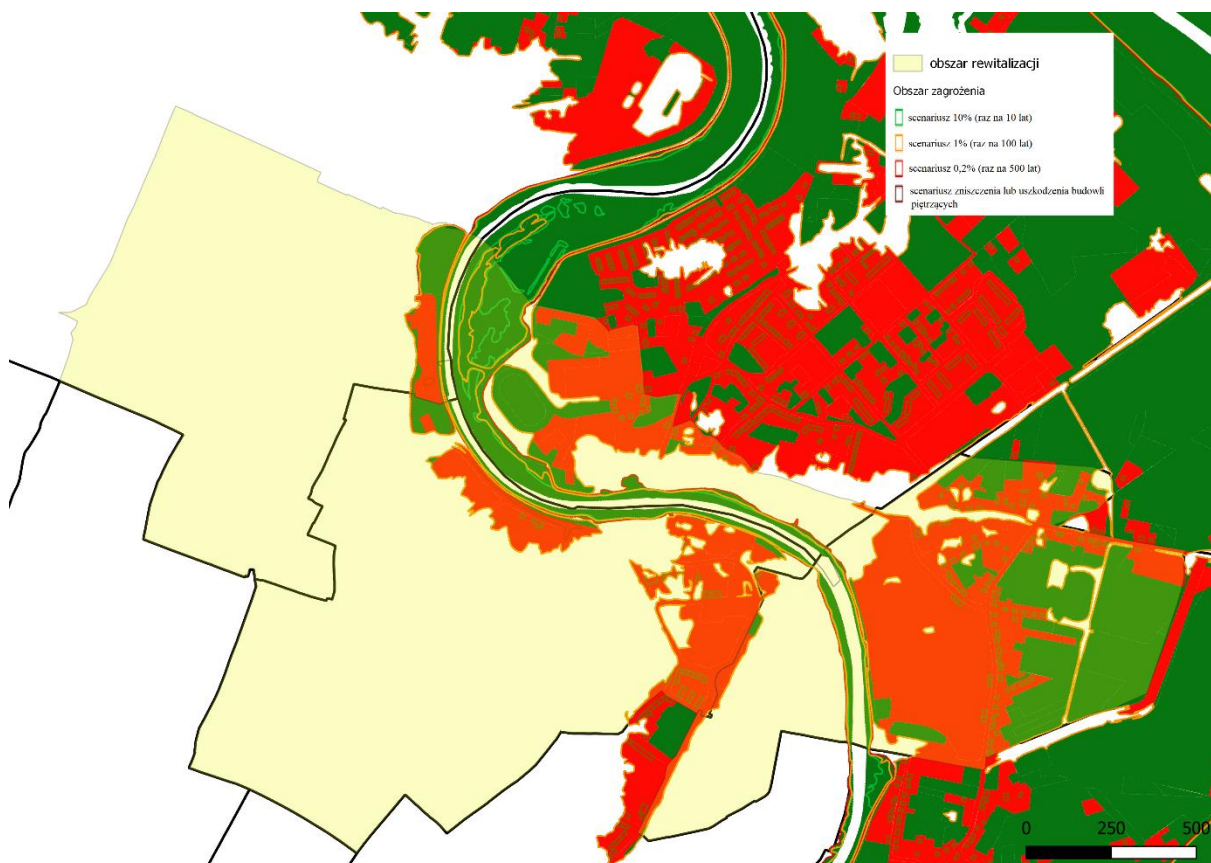 obszar rewitalizacji
Obszar zagrożenia
scenariusz 10% (raz na 10 lat)
scenariusz 1% (raz na 100 lat)
scenariusz 0,2% (raz na 500 lat)
scenariusz zniszczenia lub uszkodzenia budowli
piętrzących
0 250 500